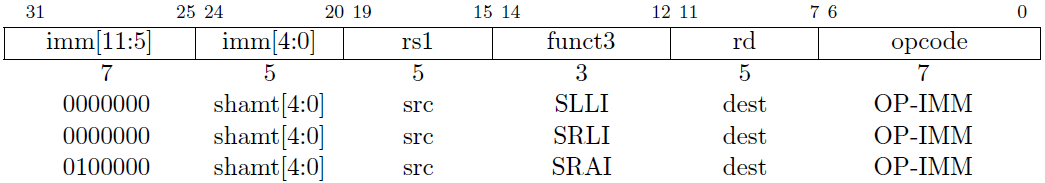 31 25 24 20 19 15 14 12 11 7 6 0
imm[11:5] imm[4:0] rs1 funct3 rd opcode
7 5 5 3 5 7
0000000 shamt[4:0] src SLLI dest OP-IMM
0000000 shamt[4:0] src SRLI dest OP-IMM
0100000 shamt[4:0] src SRAI dest OP-IMM